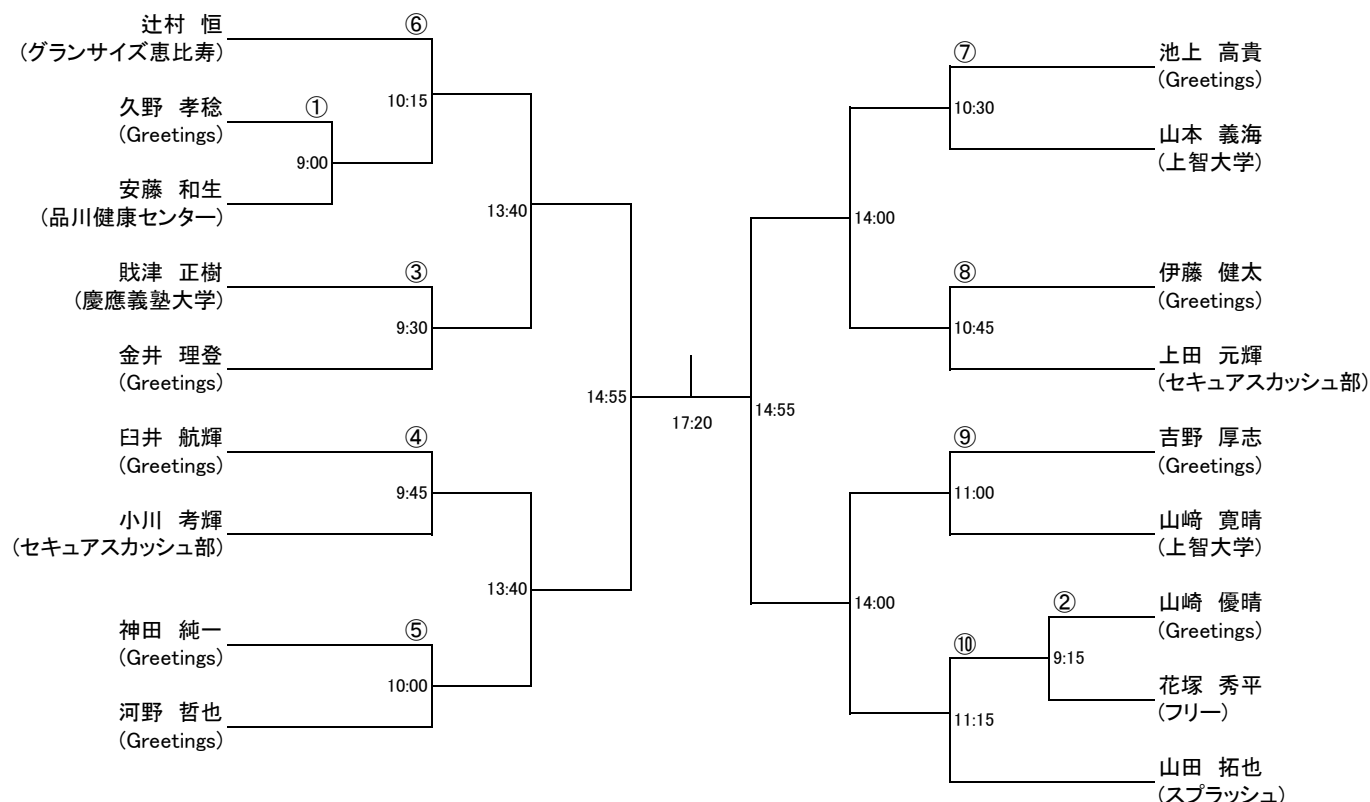 辻村 恒
(グランサイズ恵比寿)
⑥
10:15
久野 孝稔
(Greetings)
①
9:00
安藤 和生
(品川健康センター)
13:40
戝津 正樹
(慶應義塾大学)
③
9:30
金井 理登
(Greetings)
14:55
臼井 航輝
(Greetings)
④
9:45
小川 考輝
(セキュアスカッシュ部)
13:40
神田 純一
(Greetings)
⑤
10:00
河野 哲也
(Greetings)
17:20
⑦
池上 高貴
(Greetings)
10:30
山本 義海
(上智大学)
14:00
⑧
伊藤 健太
(Greetings)
10:45
上田 元輝
(セキュアスカッシュ部)
14:55
⑨
吉野 厚志
(Greetings)
11:00
山﨑 寛晴
(上智大学)
14:00
②
山崎 優晴
(Greetings)
⑩
9:15
花塚 秀平
(フリー)
11:15
山田 拓也
(スプラッシュ)